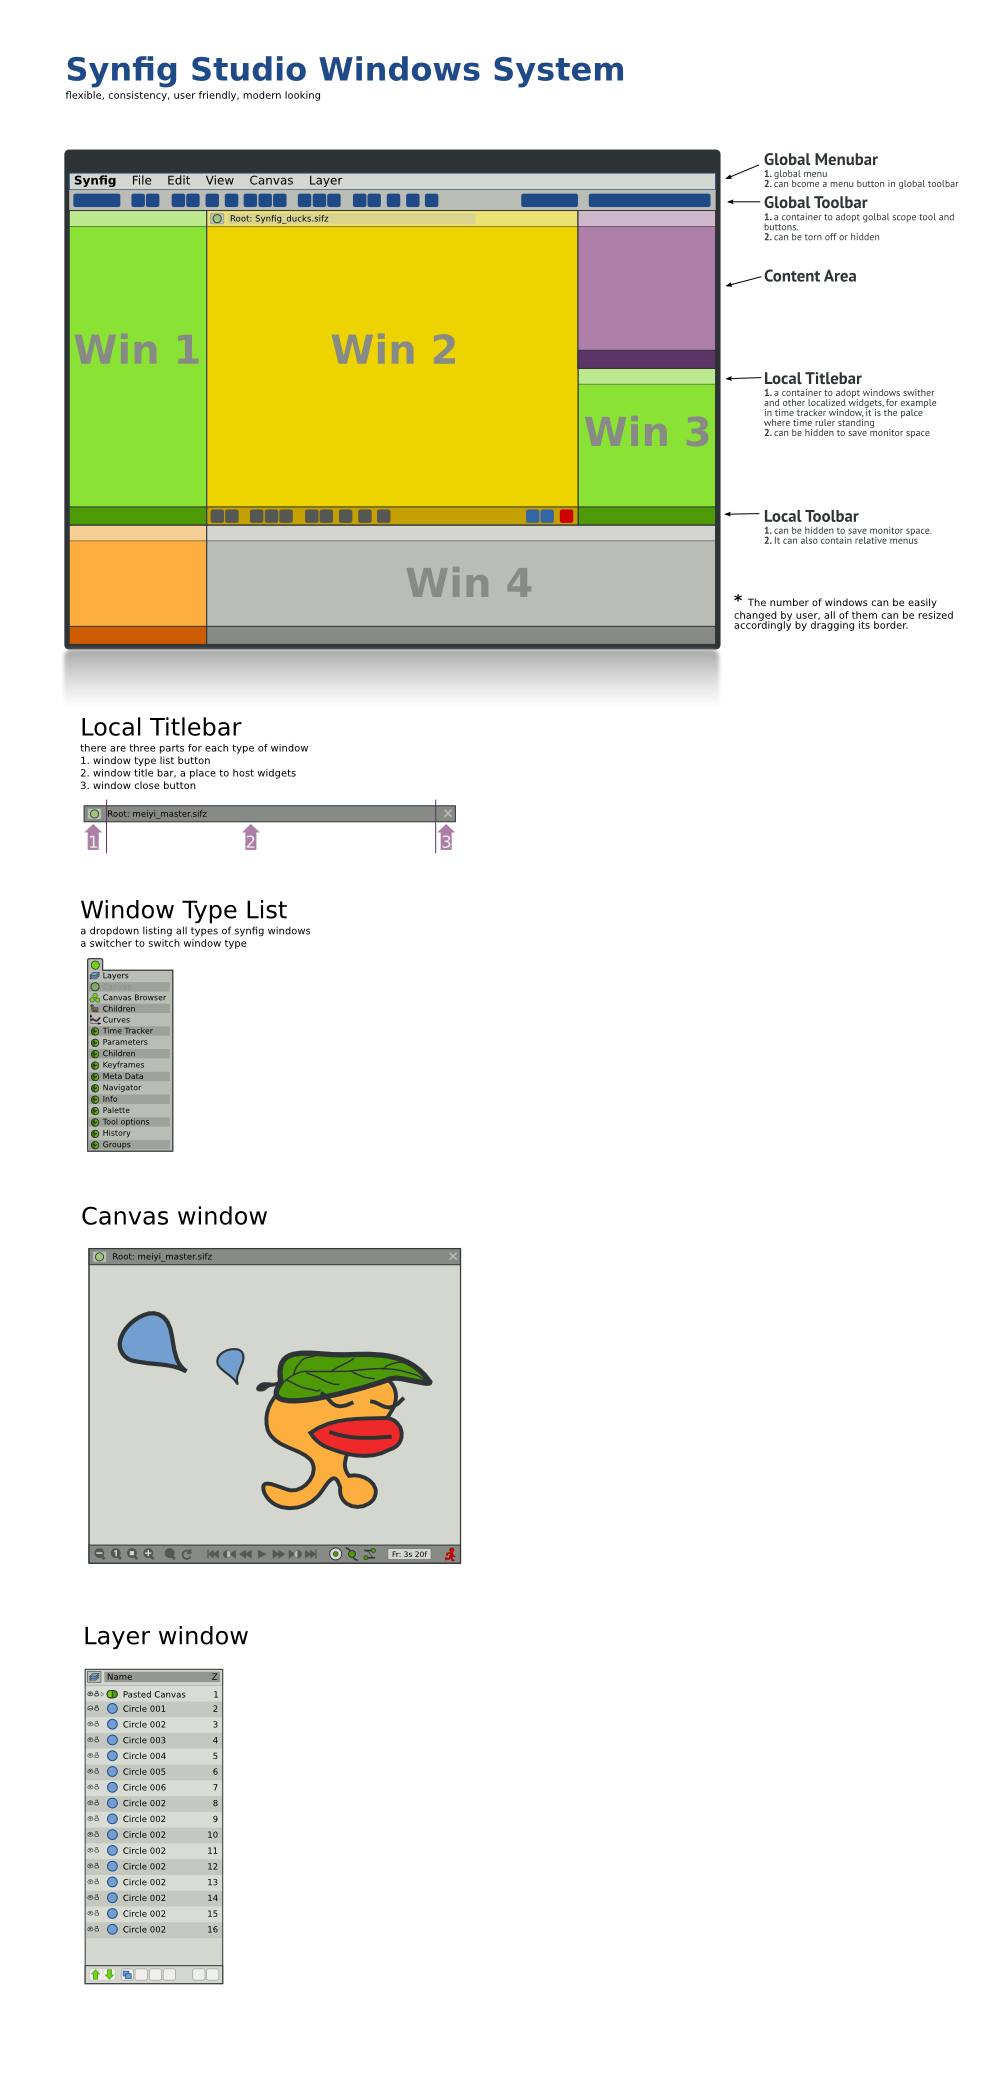 Synfig Studio Windows System
flexible, consistency, user friendly, modern looking
Synfig File Edit View Canvas Layer
Root: Synfig_ducks.sifz
Win 1
Win 2
Win 3
Win 4
Global Menubar
1. global menu
2. can bcome a menu button in global toolbar
Global Toolbar
1. a container to adopt golbal scope tool and
buttons.
2. can be torn off or hidden
Content Area
Local Titlebar
1. a container to adopt windows swither
and other localized widgets, for example
in time tracker window, it is the palce
where time ruler standing
2. can be hidden to save monitor space
Local Toolbar
1. can be hidden to save monitor space.
2. It can also contain relative menus
* The number of windows can be easily
changed by user, all of them can be resized
accordingly by dragging its border.
Local Titlebar
there are three parts for each type of window
1. window type list button
2. window title bar, a place to host widgets
3. window close button
Root: meiyi_master.sifz
1 2 3
Window Type List
a dropdown listing all types of synfig windows
a switcher to switch window type
Layers
Canvas
Canvas Browser
Children
Curves
Time Tracker
Parameters
Children
Keyframes
Meta Data
Navigator
Info
Palette
Tool options
History
Groups
Canvas window
Root: meiyi_master.sifz
1
Fr: 3s 20f
Layer window
Name Z
Pasted Canvas 1
Circle 001 2
Circle 002 3
Circle 003 4
Circle 004 5
Circle 005 6
Circle 006 7
Circle 002 8
Circle 002 9
Circle 002 10
Circle 002 11
Circle 002 12
Circle 002 13
Circle 002 14
Circle 002 15
Circle 002 16